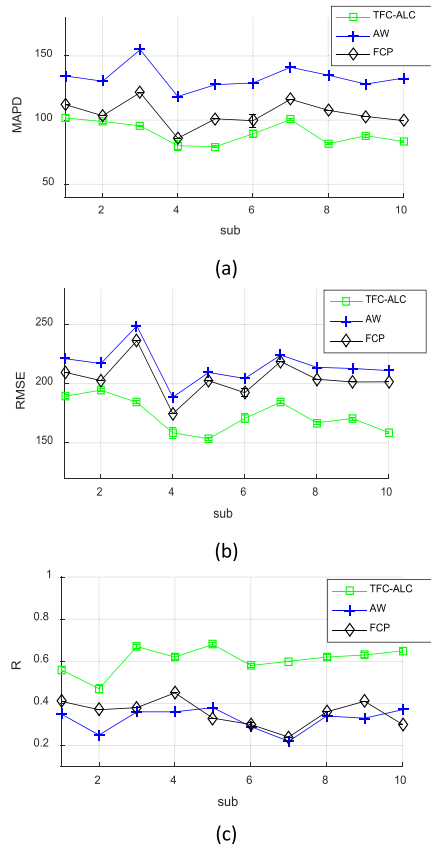 TFC-ALC
AW
FCP
150
100
50
MAPD
2
4
6
8
10
sub
(a)
TFC-ALC
AW
FCP
250
200
150
RMSE
2
4
6
8
10
sub
(b)
TFC-ALC
AW
FCP
1
0.8
0.6
0.4
0.2
R
2
4
6
8
10
sub
(c)